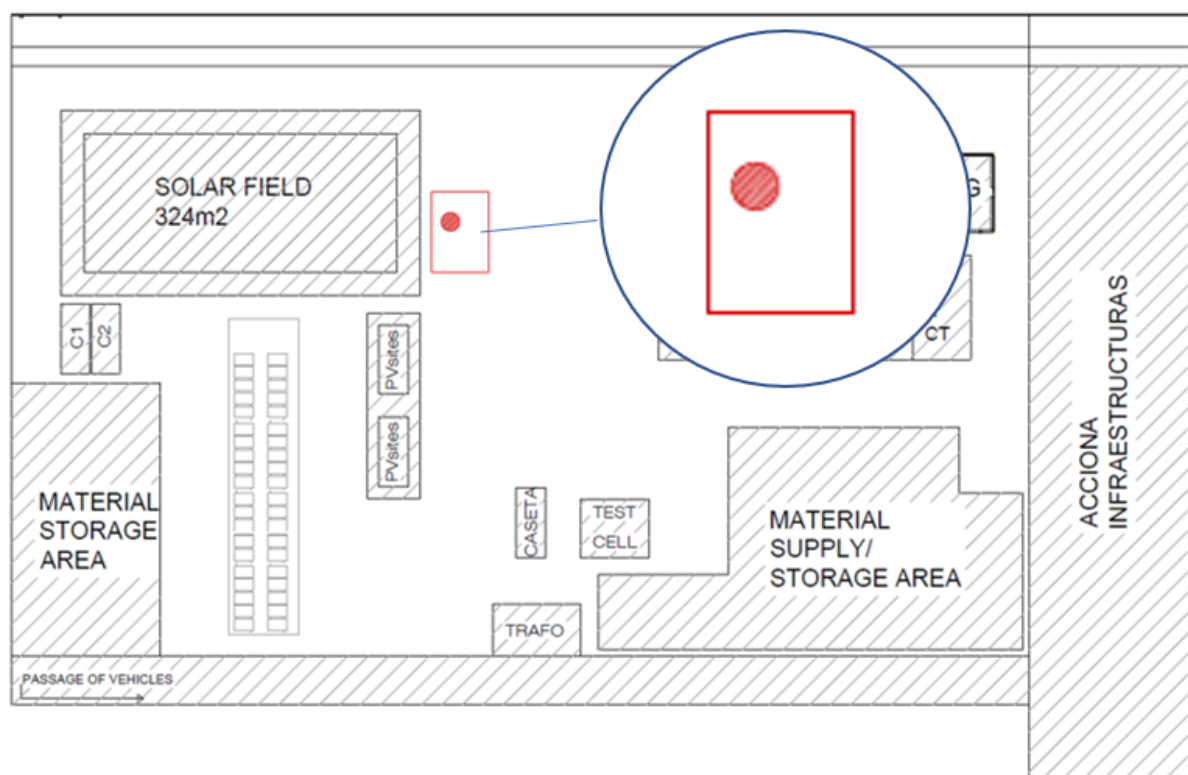 SOLAR FIELD
324m2
G
C1
C2
PVsites
CT
PVsites
MATERIAL
STORAGE
AREA
CASETA
TEST
CELL
MATERIAL
SUPPLY/
STORAGE AREA
ACCIONA
INFRAESTRUCTURAS
TRAFO
PASSAGE OF VEHICLES